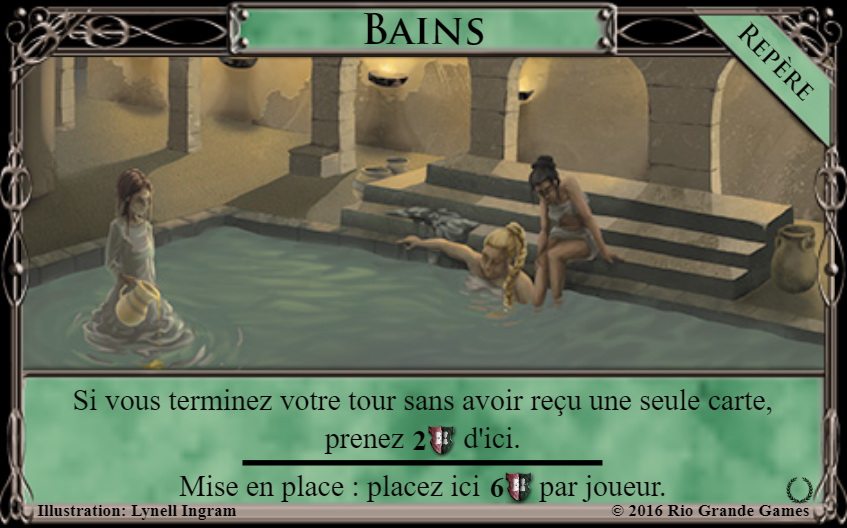 Bains
Repère
Si vous terminez votre tour sans avoir reçu une seule carte,
prenez 2 d'ici.
Mise en place : placez ici 6 par joueur.
Illustration: Lynell Ingram
© 2016 Rio Grande Games